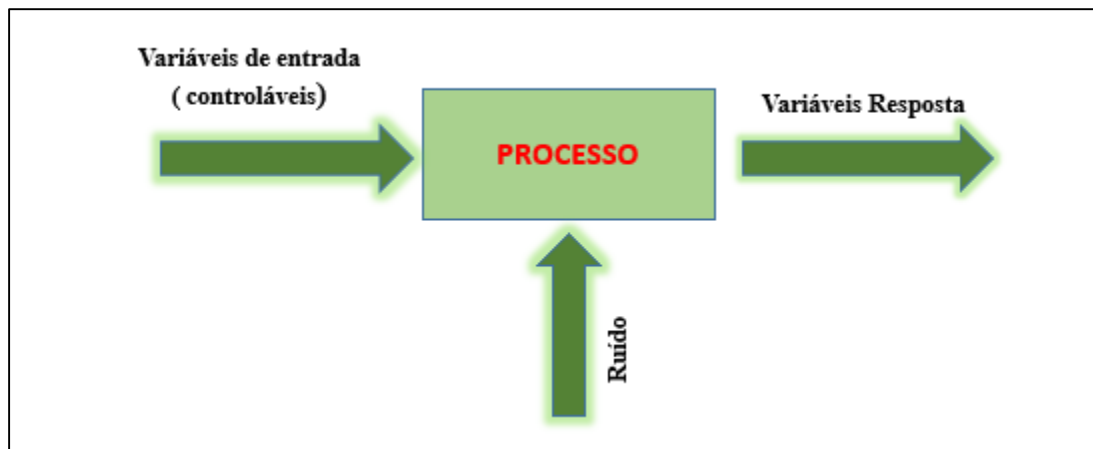 Variáveis de entrada
( controláveis)
PROCESSO
Variáveis Resposta
Ruído